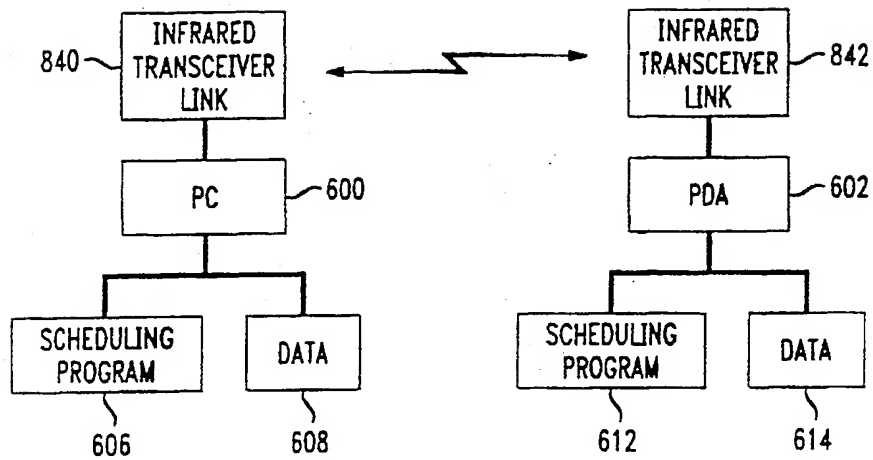 INFRARED
TRANSCEIVER
LINK
840
INFRARED
TRANSCEIVER
LINK
842
PC
600
PDA
602
SCHEDULING
PROGRAM
DATA
SCHEDULING
PROGRAM
DATA
606
608
612
614